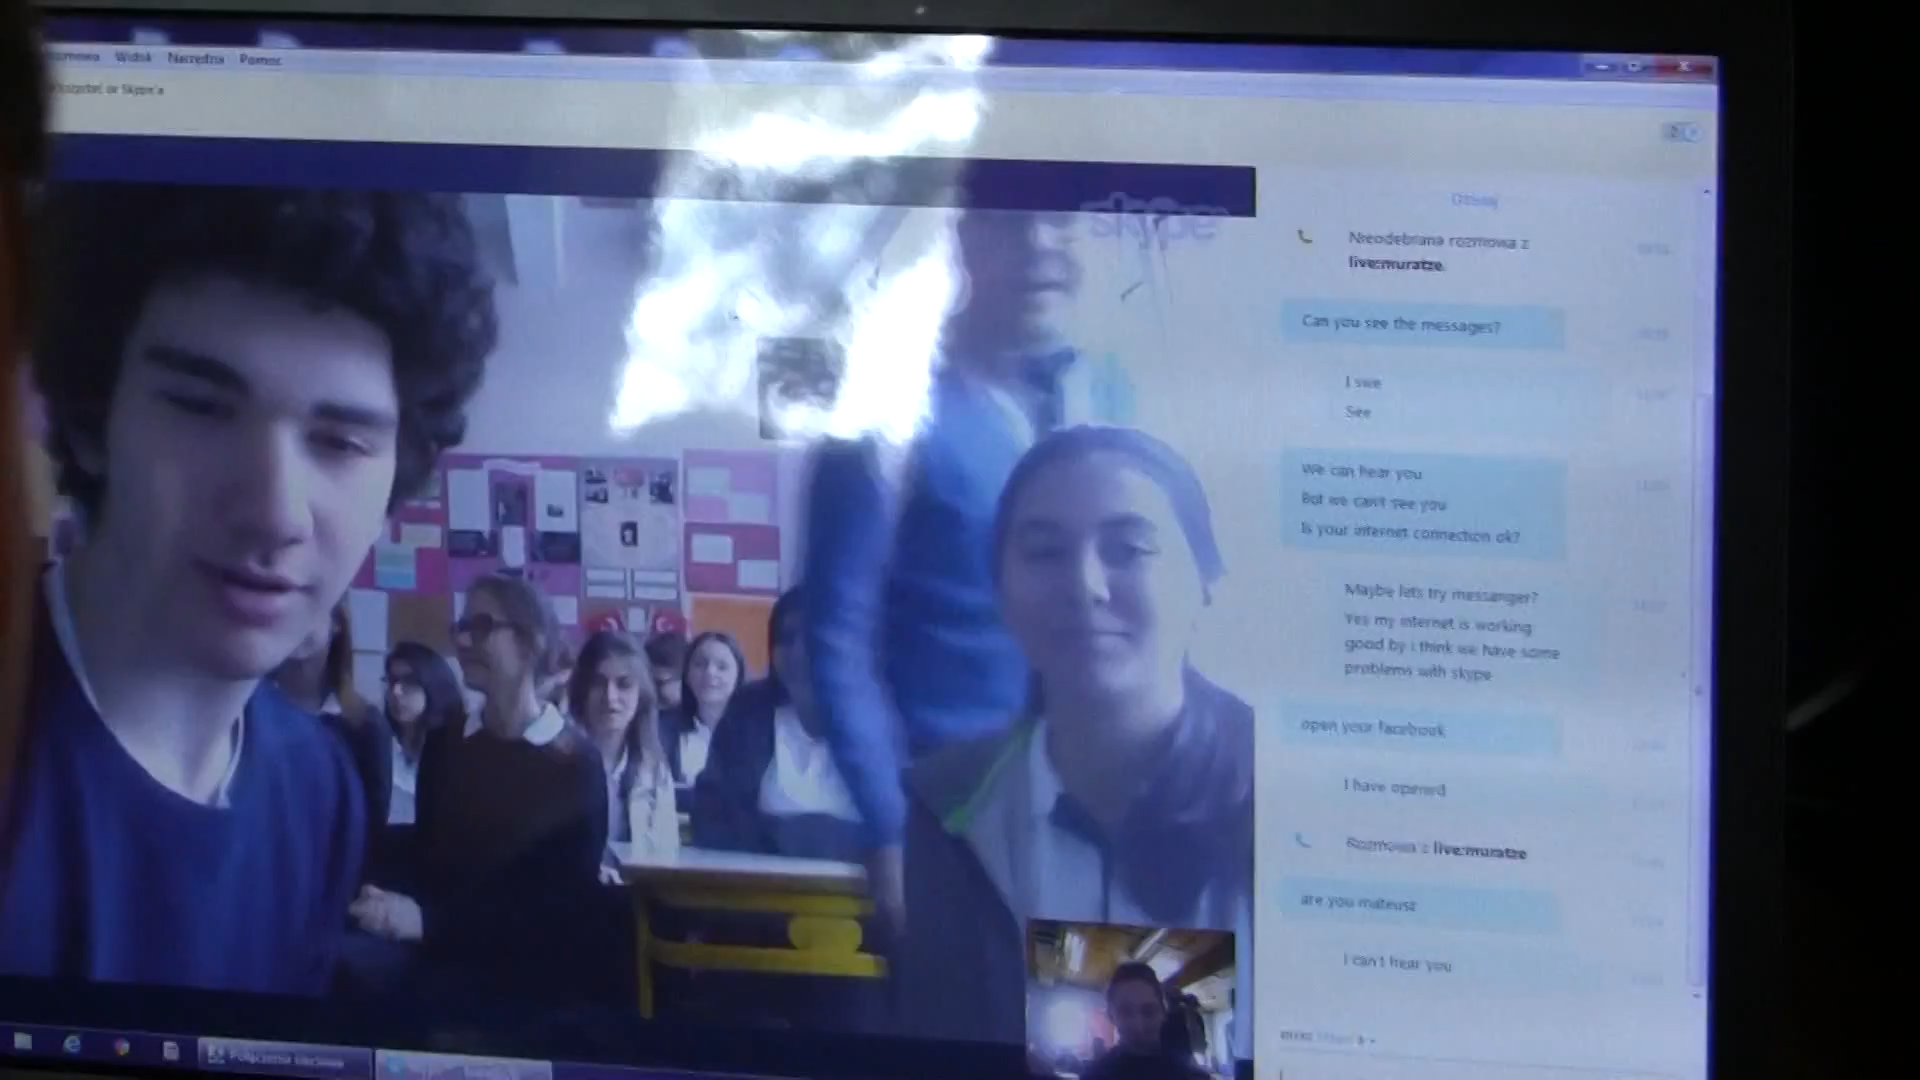 Widok Narzędzia Pomoc
skype
Dzisiaj
Nieodebrana rozmowa z
live:muratze.
Can you see the messages?
I swe
See
We can hear you
But we can't see you
Is your internet connection ok?
Maybe lets try messanger?
Yes my internet is working
good by i think we have some
problems with skype
open your facebook
I have opened
Rozmowa z live:muratze
are you mateusz
I can't hear you